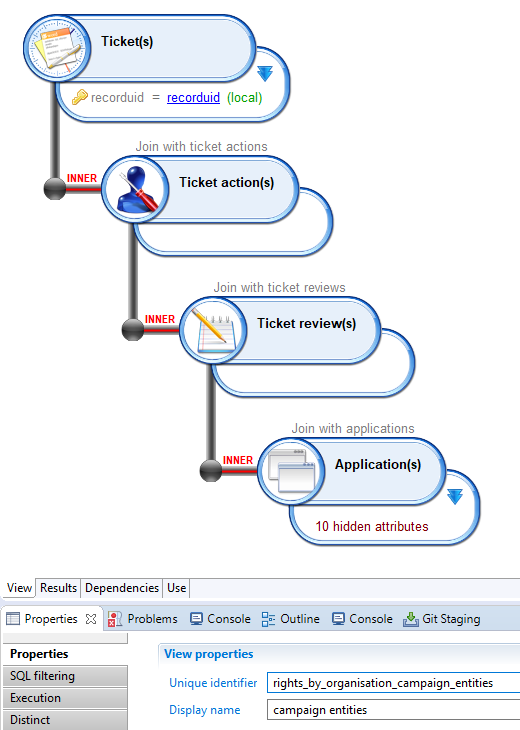 Ticket(s)
recorduid = recorduid (local)
Join with ticket actions
INNER
Ticket action(s)
Join with ticket reviews
INNER
Ticket review(s)
Join with applications
INNER
Application(s)
10 hidden attributes
View Results Dependencies Use
Properties Problems Console Outline Console Git Staging
Properties
View properties
SQL filtering
Unique identifier rights_by_organisation_campaign_entities
Execution
Display name campaign entities
Distinct